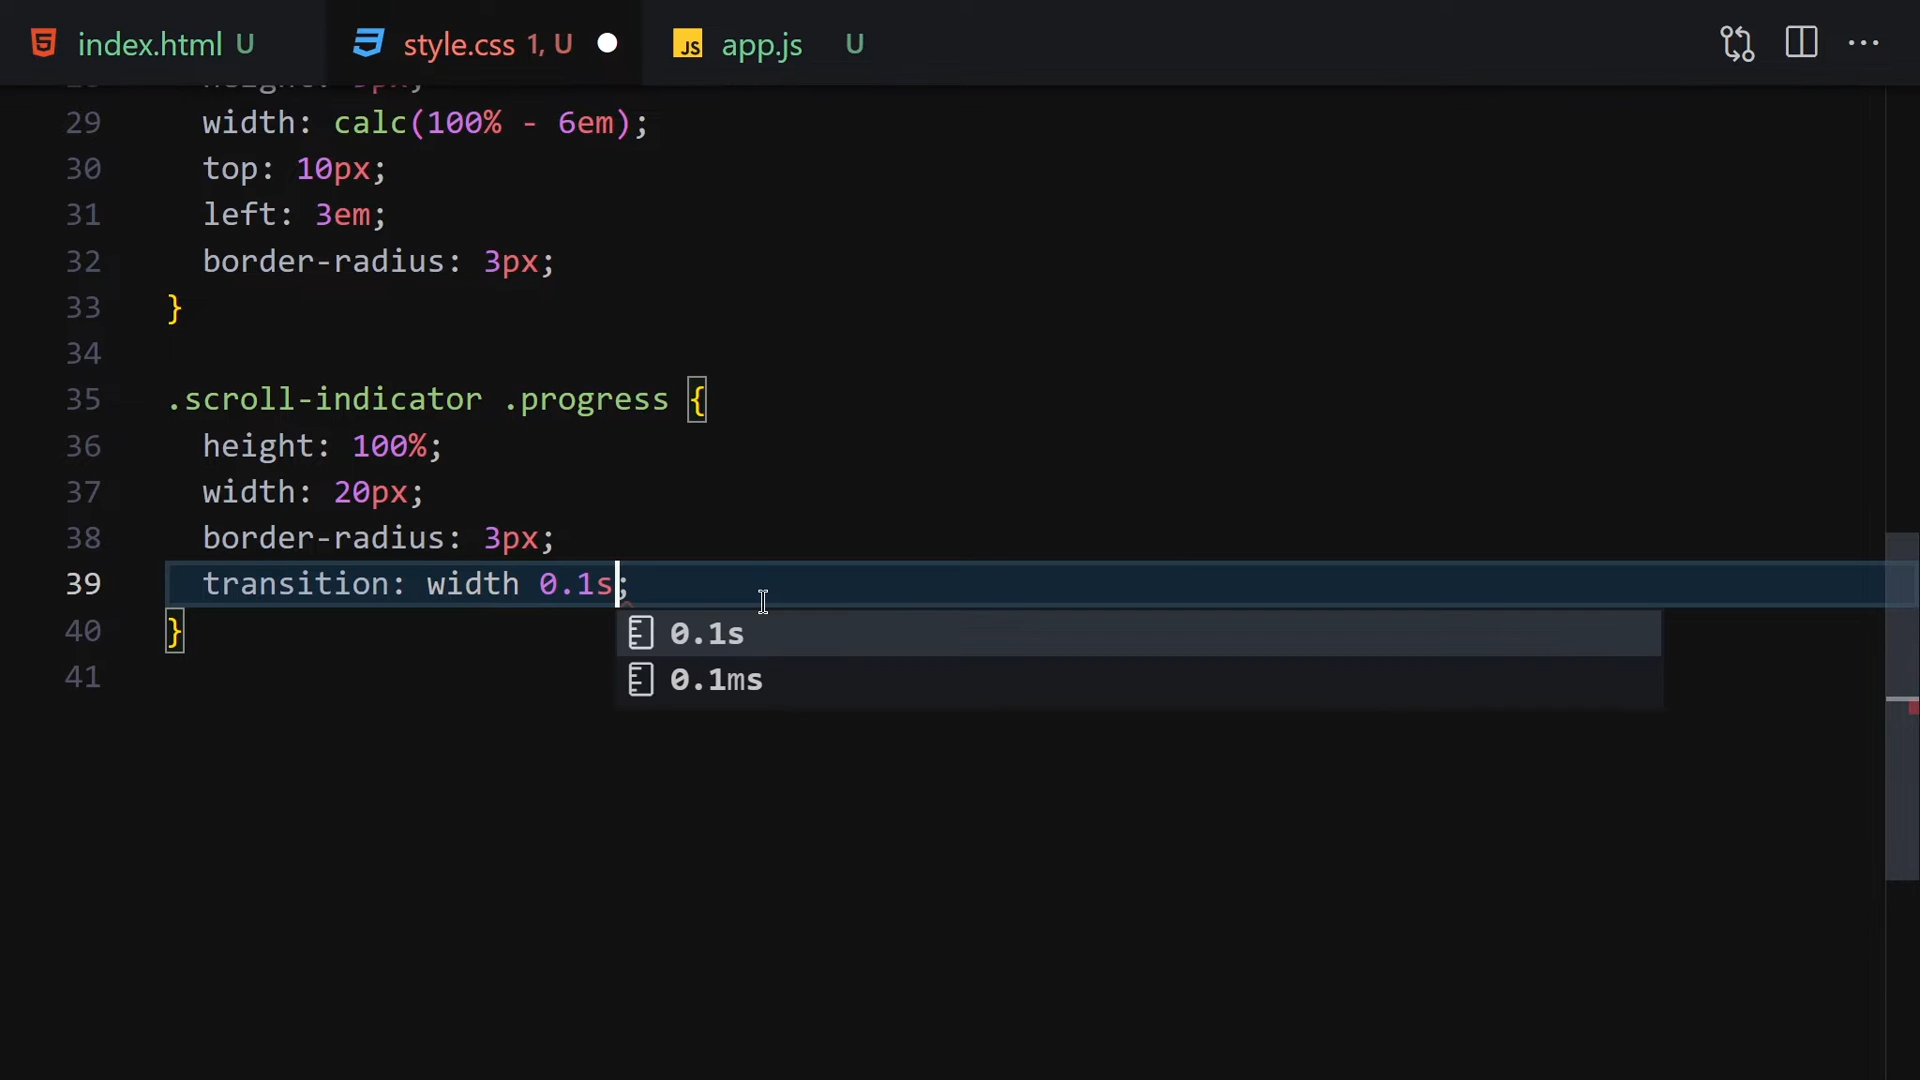 index.html U style.css 1, U JS app.js U
29 width: calc(100% - 6em);
30 top: 10px;
31 left: 3em;
32 border-radius: 3px;
33 }
34
35 .scroll-indicator .progress {
36 height: 100%;
37 width: 20px;
38 border-radius: 3px;
39 transition: width 0.1s;
0.1s
40 }
0.1ms
41